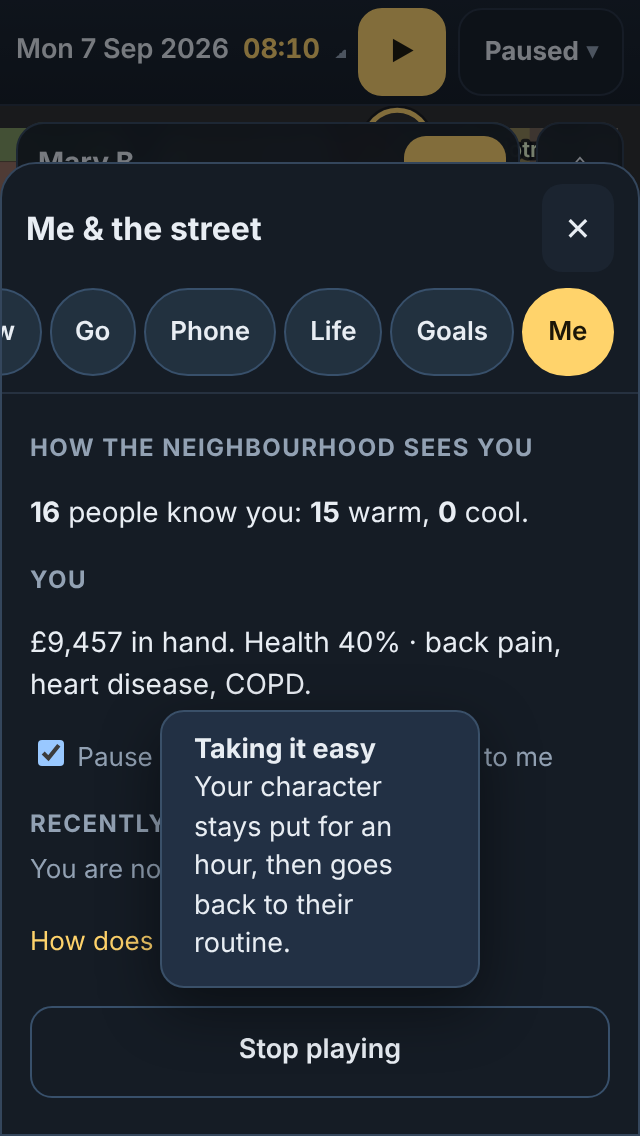 Mon 7 Sep 2026 08:10
Paused
Mary B
Me & the street
Go
Phone
Life
Goals
Me
HOW THE NEIGHBOURHOOD SEES YOU
16 people know you: 15 warm, 0 cool.
YOU
£9,457 in hand. Health 40% · back pain,
heart disease, COPD.
Pause
to me
Taking it easy
Your character
stays put for an
hour, then goes
back to their
routine.
RECENTLY
You are
How does
Stop playing